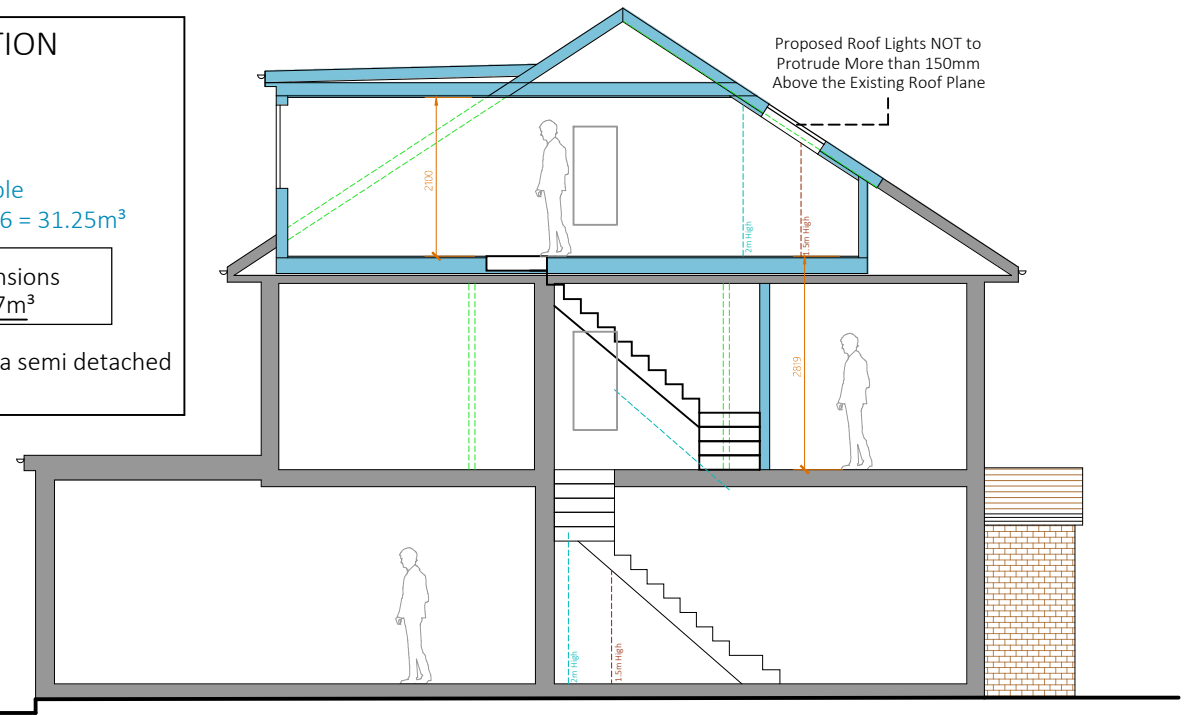 TION
ble
6 = 31.25m³
nsions
7m³
a semi detached
Proposed Roof Lights NOT to
Protrude More than 150mm
Above the Existing Roof Plane
2100
2m High
1.5m High
2819
2m High
1.5m High